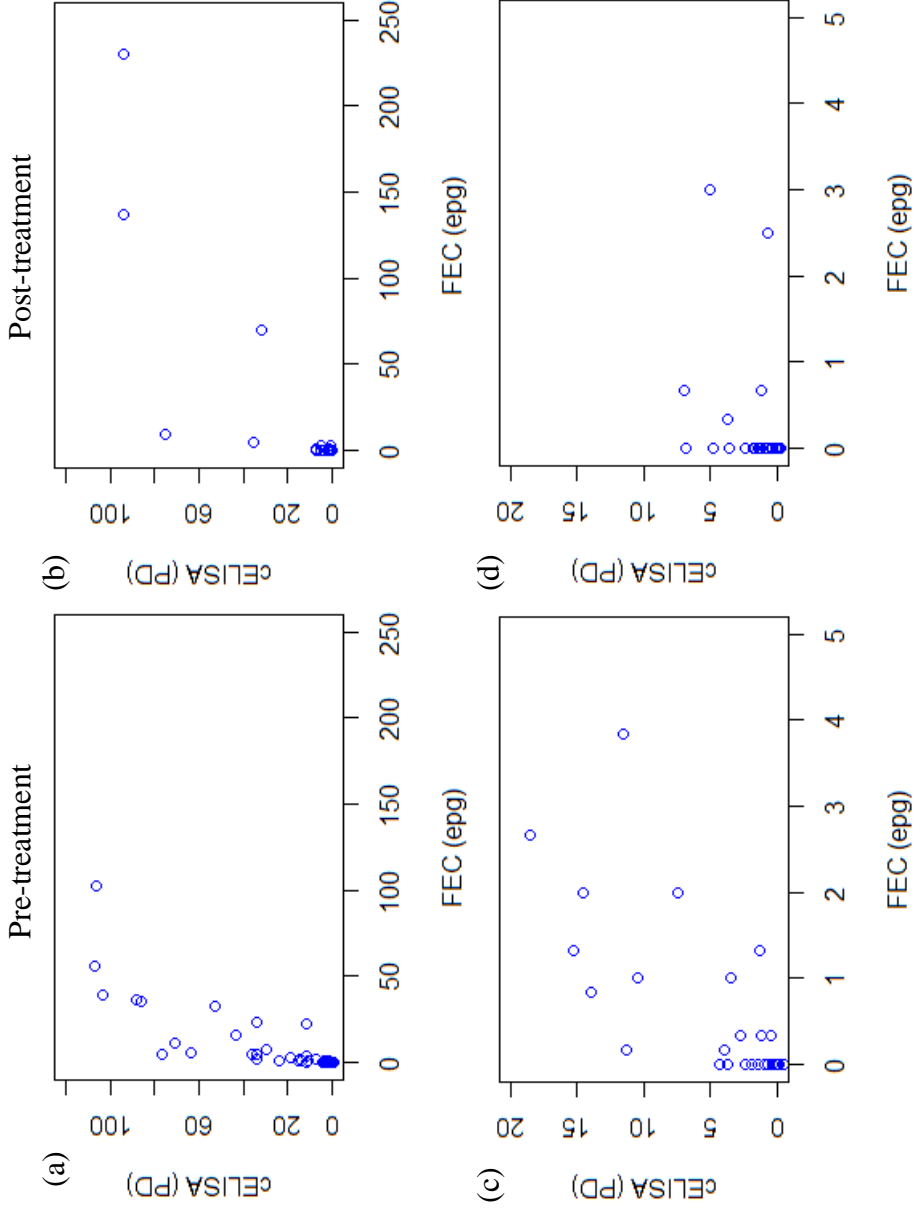 Pre-treatment
Post-treatment
(a)
cELISA (PD)
0 20 60 100
0 50 100 150 200 250
FEC (epg)
(b)
cELISA (PD)
0 20 60 100
0 50 100 150 200 250
FEC (epg)
(c)
cELISA (PD)
0 5 10 15 20
0 1 2 3 4 5
FEC (epg)
(d)
cELISA (PD)
0 5 10 15 20
0 1 2 3 4 5
FEC (epg)